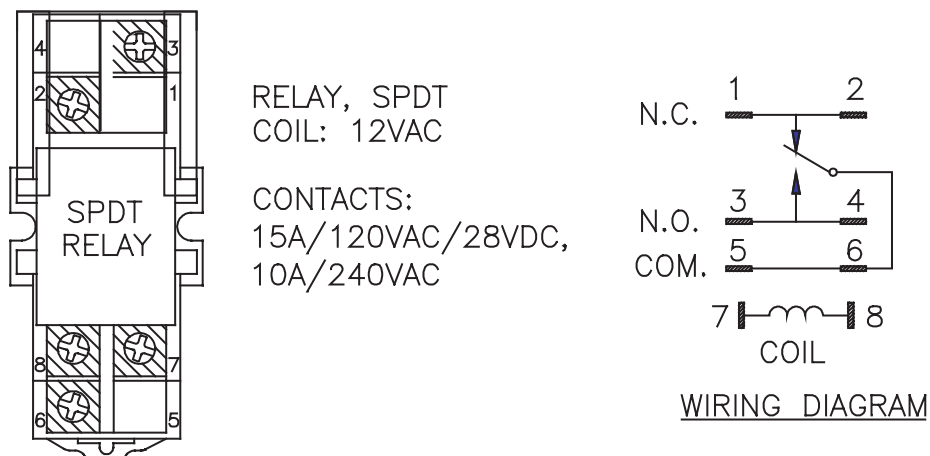 4 3
2 1
SPDT
RELAY
8 7
6 5
RELAY, SPDT
COIL: 12VAC
CONTACTS:
15A/120VAC/28VDC,
10A/240VAC
N.C. 1 2
N.O. 3 4
COM. 5 6
7 8
COIL
WIRING DIAGRAM